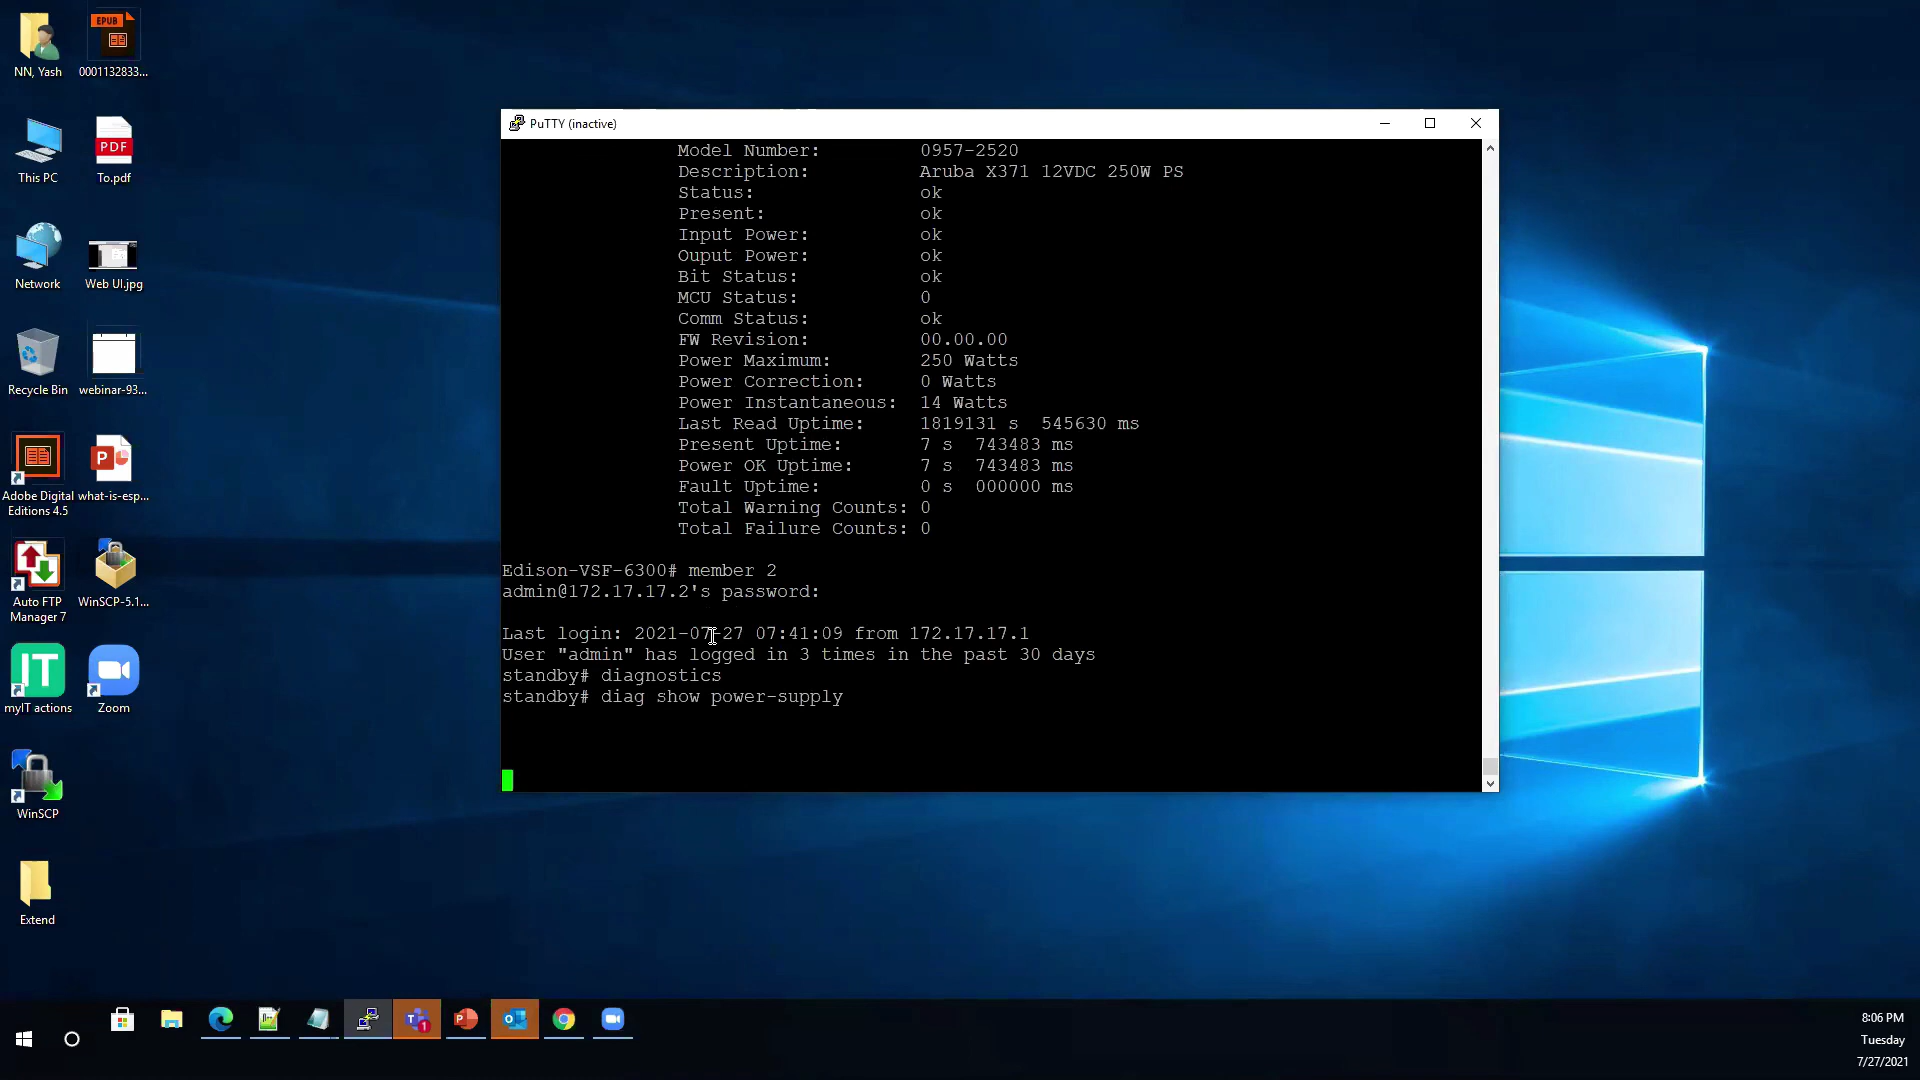 NN, Yash
EPUB
0001132833...
This PC
PDF
To.pdf
Network
Web UI.jpg
Recycle Bin
webinar-93...
Adobe Digital
Editions 4.5
P
what-is-esp...
Auto FTP
Manager 7
WinSCP-5.1...
IT
myIT actions
Zoom
WinSCP
Extend
PuTTY (inactive)
Model Number: 0957-2520
Description: Aruba X371 12VDC 250W PS
Status: ok
Present: ok
Input Power: ok
Ouput Power: ok
Bit Status: ok
MCU Status: 0
Comm Status: ok
FW Revision: 00.00.00
Power Maximum: 250 Watts
Power Correction: 0 Watts
Power Instantaneous: 14 Watts
Last Read Uptime: 1819131 s 545630 ms
Present Uptime: 7 s 743483 ms
Power OK Uptime: 7 s 743483 ms
Fault Uptime: 0 s 000000 ms
Total Warning Counts: 0
Total Failure Counts: 0
Edison-VSF-6300# member 2
admin@172.17.17.2's password:
Last login: 2021-07-27 07:41:09 from 172.17.17.1
User "admin" has logged in 3 times in the past 30 days
standby# diagnostics
standby# diag show power-supply
8:06 PM
Tuesday
7/27/2021